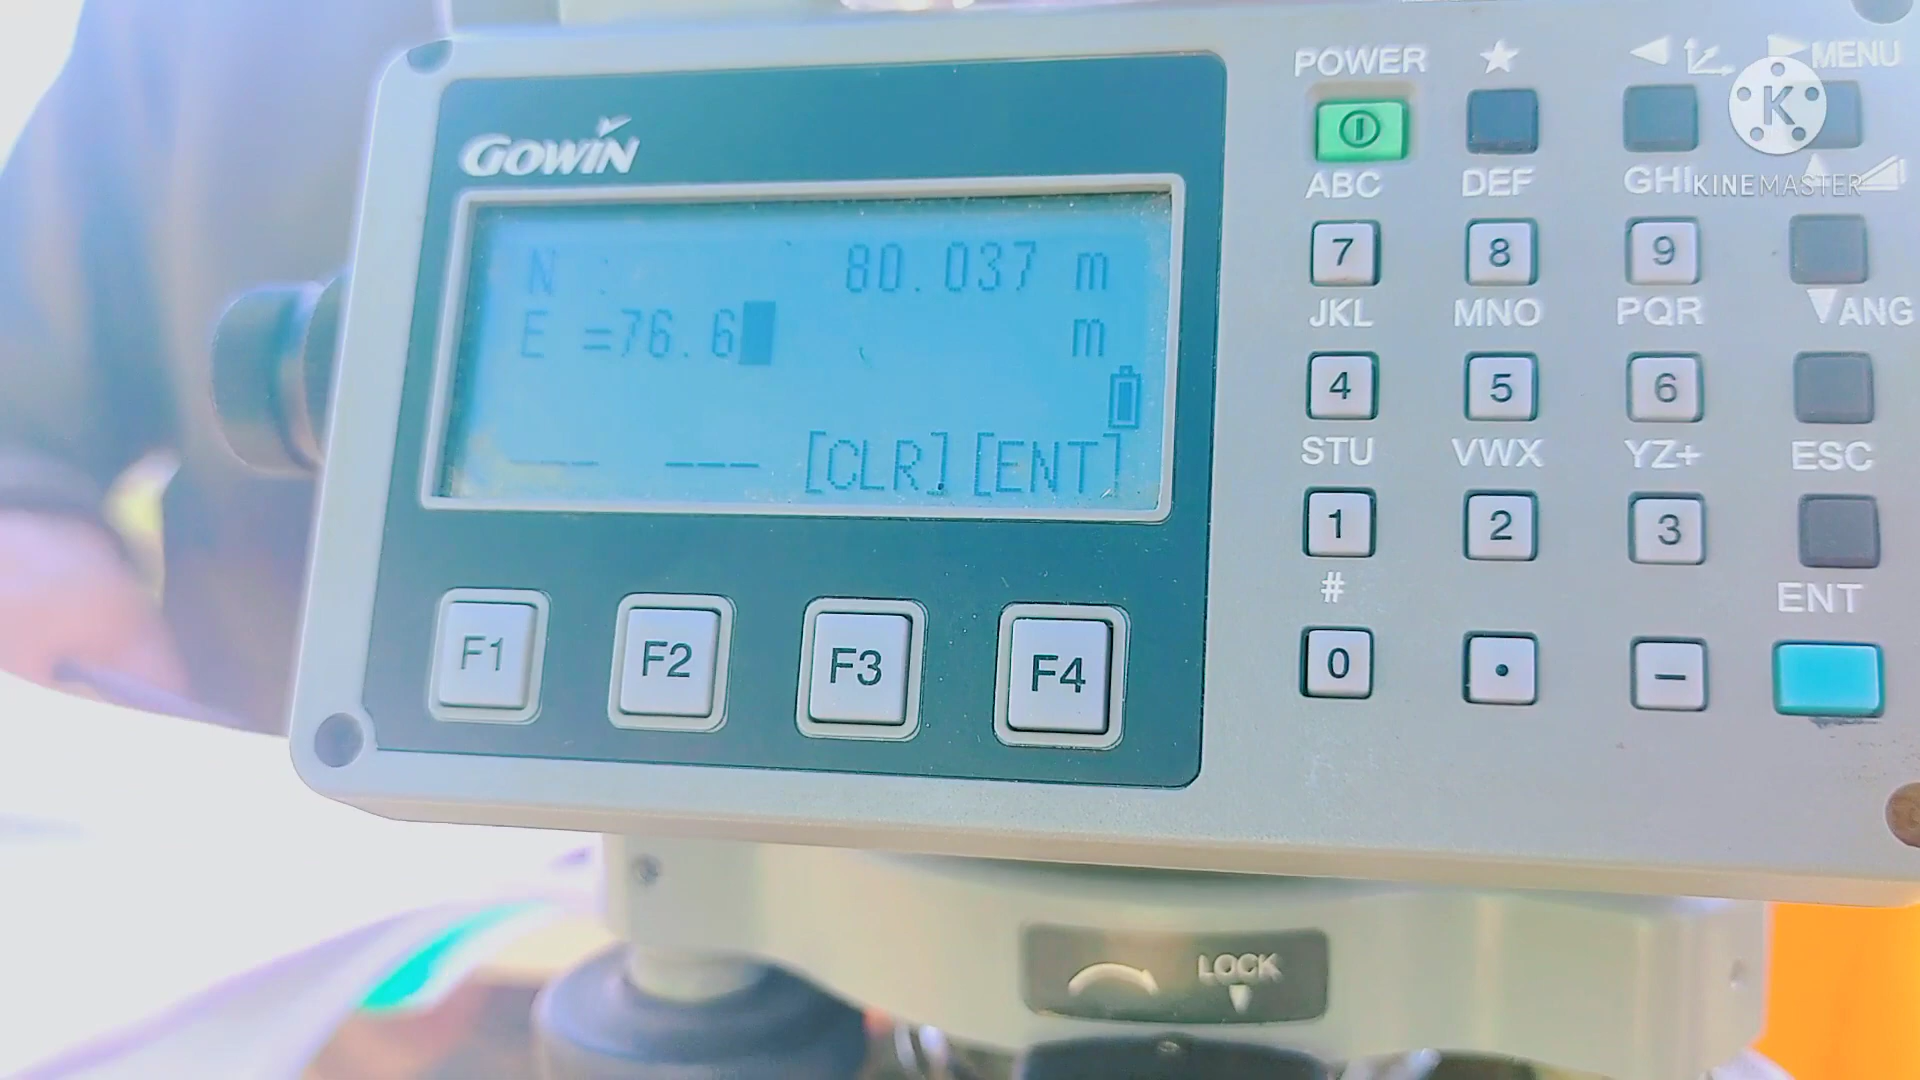 GOWIN
N 80.037 m
E =76.6 m
--- --- [CLR] [ENT]
F1 F2 F3 F4
POWER ★ MENU
ABC DEF GHI
7 8 9
JKL MNO PQR ANG
4 5 6
STU VWX YZ+ ESC
1 2 3
# ENT
0 . -
LOCK
K
KINEMASTER